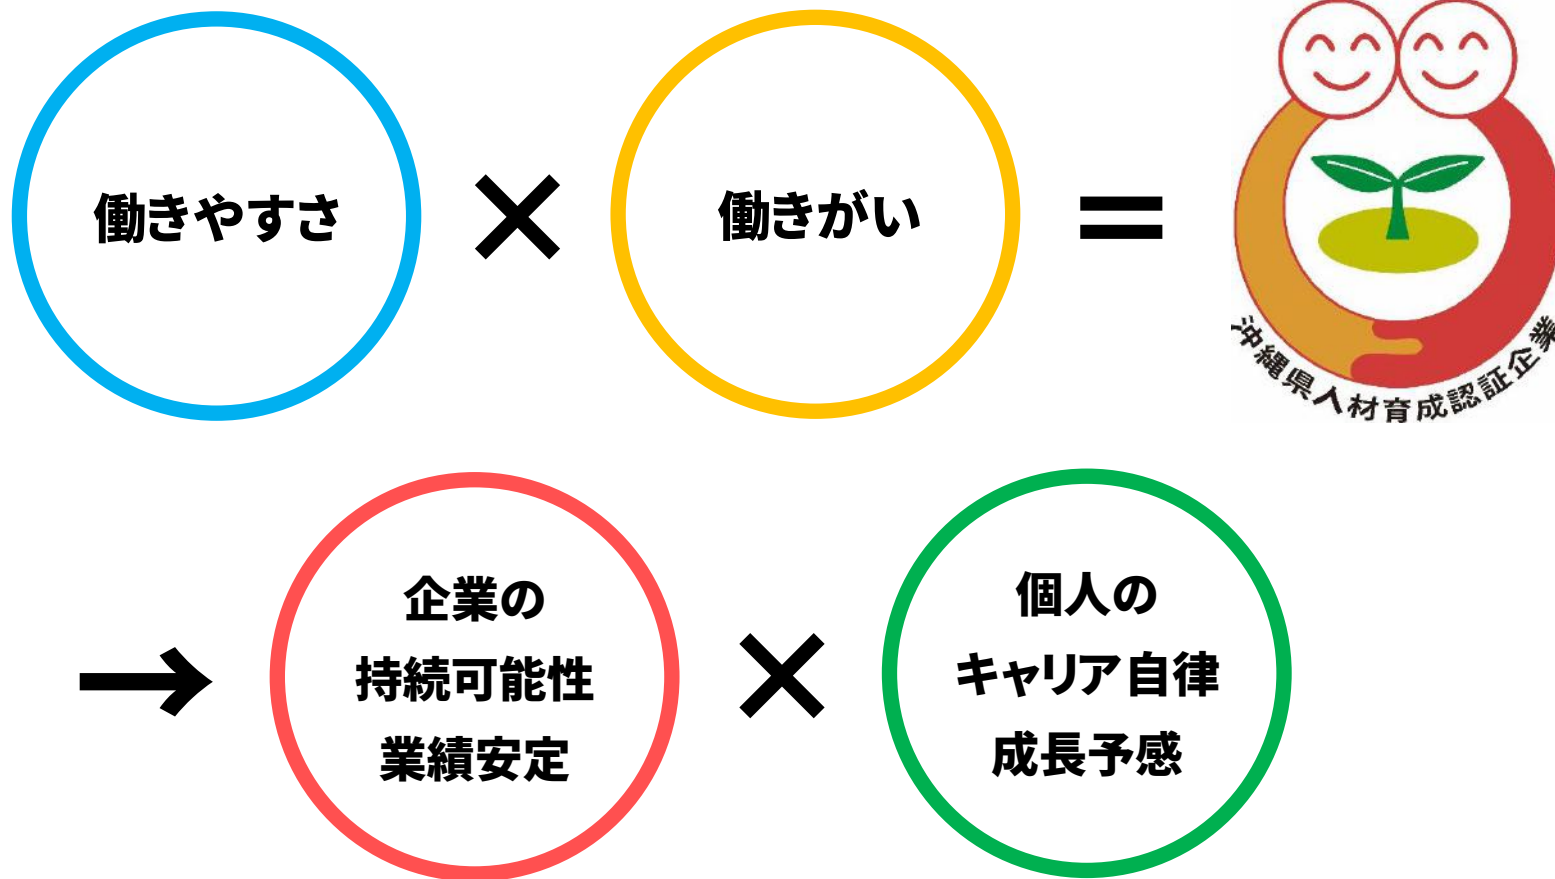 働きやすさ
×
働きがい
=
沖縄県人材育成認証企業
→
企業の
持続可能性
業績安定
×
個人の
キャリア自律
成長予感